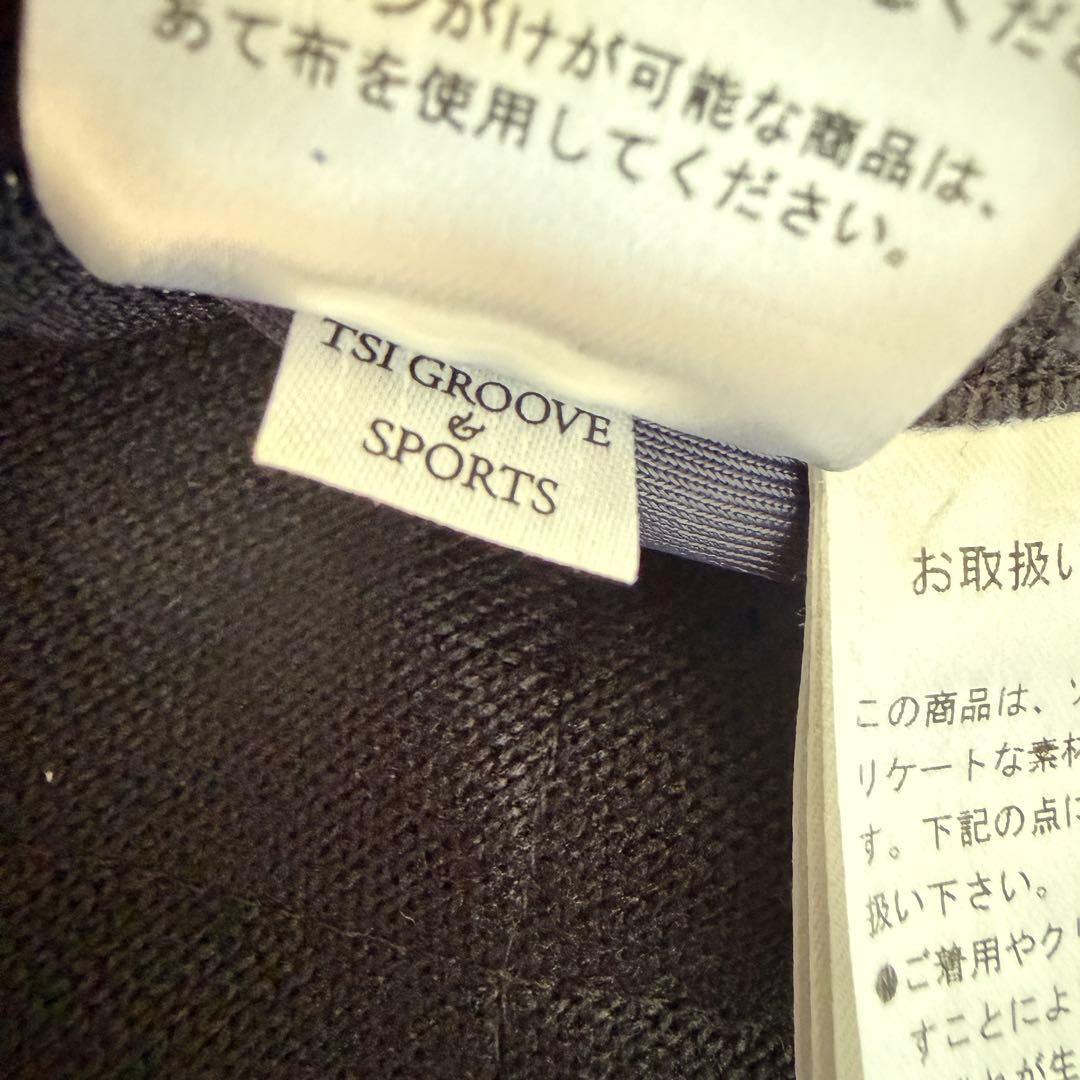 ンがけが可能な商品は、
あて布を使用してください。
TSI GROOVE
&
SPORTS
お取扱い
この商品は、ソ
リケートな素材
す。下記の点に
扱い下さい。
●ご着用やク
すことによ